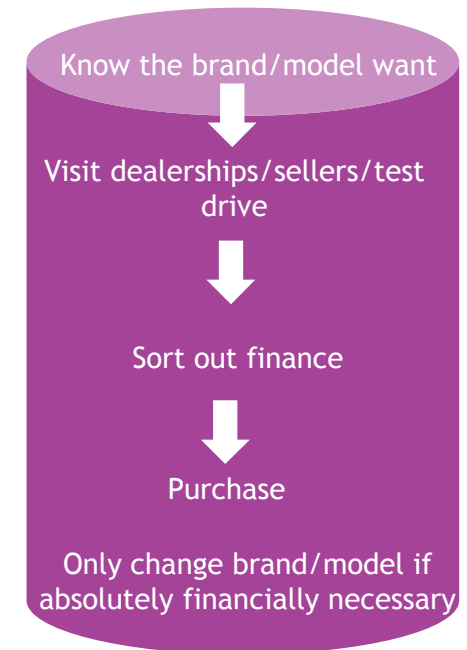 Know the brand/model want
Visit dealerships/sellers/test
drive
Sort out finance
Purchase
Only change brand/model if
absolutely financially necessary